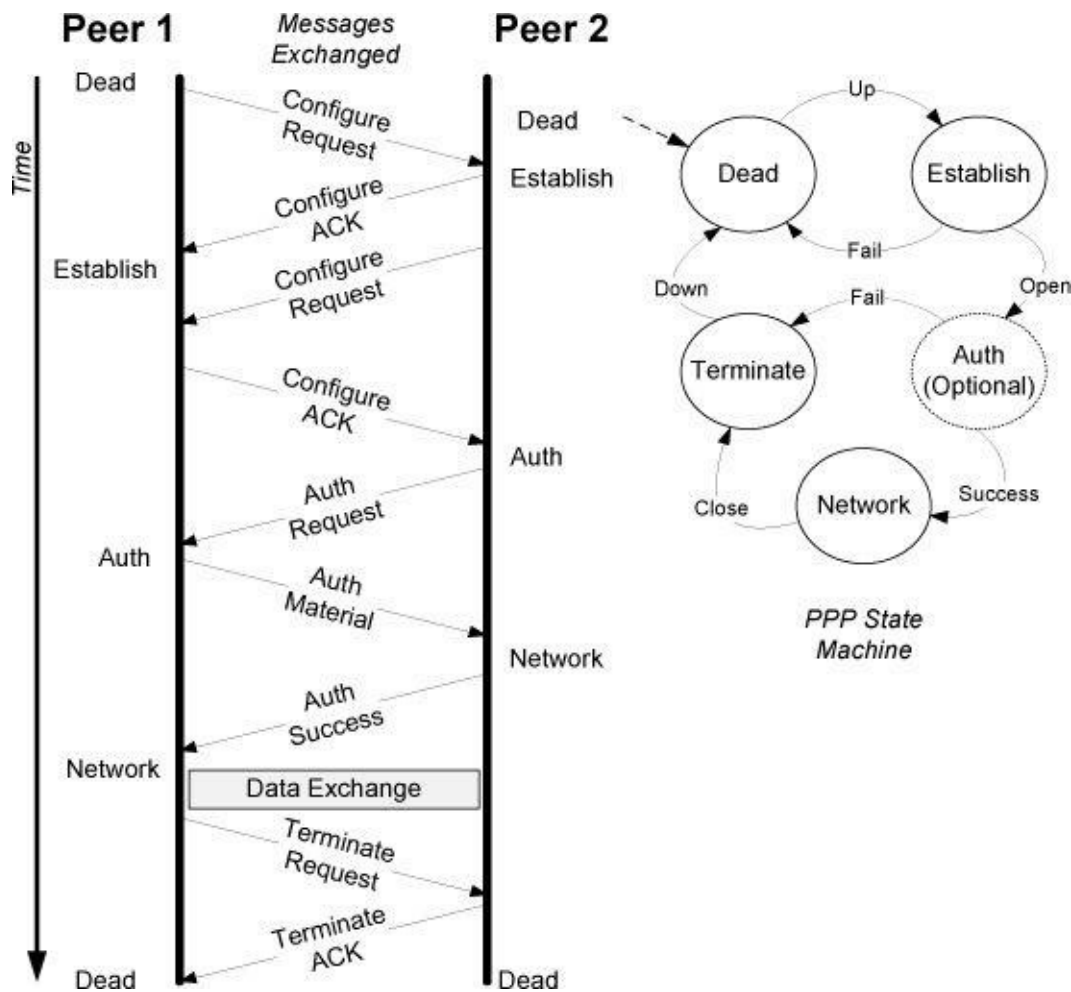 Peer 1
Messages
Exchanged
Peer 2
Time
Dead
Configure
Request
Dead
Establish
Configure
ACK
Establish
Configure
Request
Configure
ACK
Auth
Auth
Request
Auth
Auth
Material
Network
Auth
Success
Network
Data Exchange
Terminate
Request
Terminate
ACK
Dead
Dead
Up
Dead
Establish
Fail
Down
Fail
Open
Terminate
Auth
(Optional)
Close
Network
Success
PPP State
Machine